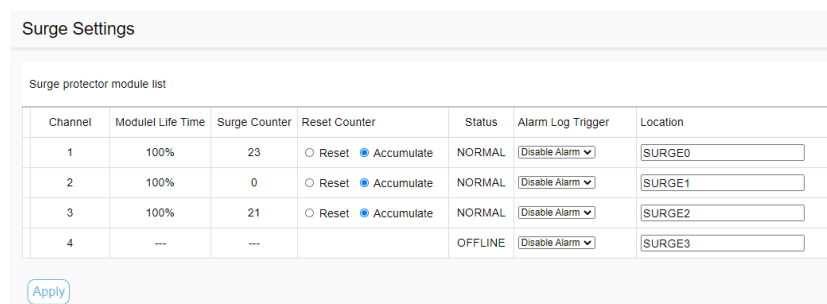 Surge Settings
Surge protector module list
Channel Modulel Life Time Surge Counter Reset Counter Status Alarm Log Trigger Location
1 100% 23 Reset Accumulate NORMAL Disable Alarm SURGE0
2 100% 0 Reset Accumulate NORMAL Disable Alarm SURGE1
3 100% 21 Reset Accumulate NORMAL Disable Alarm SURGE2
4 --- --- OFFLINE Disable Alarm SURGE3
Apply